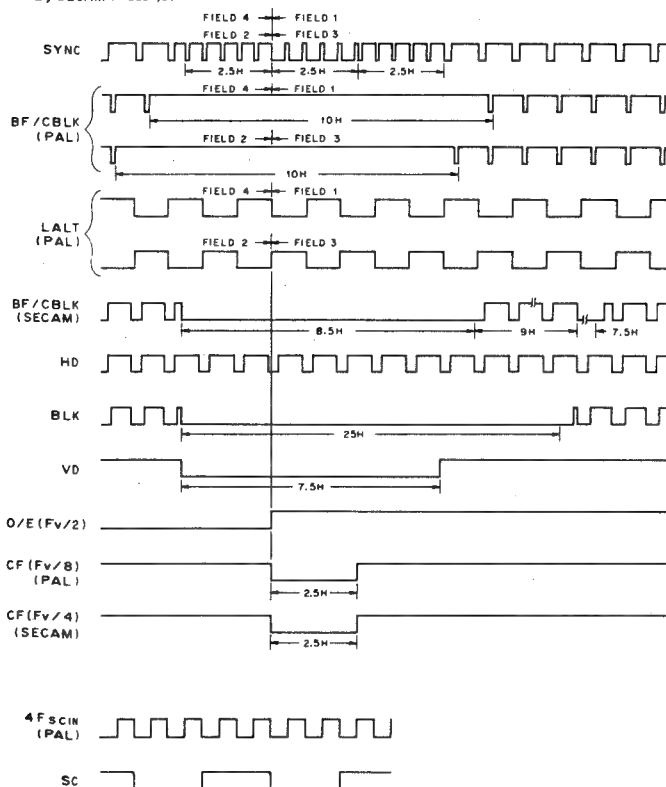 FIELD 4 FIELD 1
FIELD 2 FIELD 3
SYNC
2.5H 2.5H 2.5H
FIELD 4 FIELD 1
BF/CBLK
(PAL)
10H
FIELD 2 FIELD 3
10H
FIELD 4 FIELD 1
LALT
(PAL)
FIELD 2 FIELD 3
BF/CBLK
(SECAM)
8.5H 9H 7.5H
HD
BLK
25H
VD
7.5H
O/E(Fv/2)
CF(Fv/8)
(PAL)
2.5H
CF(Fv/4)
(SECAM)
2.5H
4FSCIN
(PAL)
SC